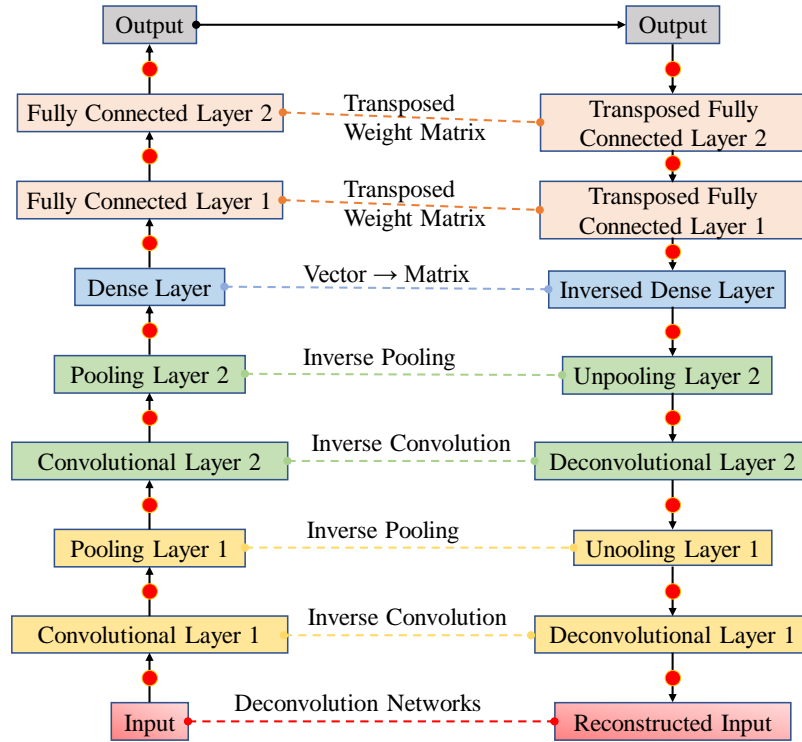 Output
Output
Fully Connected Layer 2
Transposed
Weight Matrix
Transposed Fully
Connected Layer 2
Fully Connected Layer 1
Transposed
Weight Matrix
Transposed Fully
Connected Layer 1
Dense Layer
Vector → Matrix
Inversed Dense Layer
Pooling Layer 2
Inverse Pooling
Unpooling Layer 2
Convolutional Layer 2
Inverse Convolution
Deconvolutional Layer 2
Pooling Layer 1
Inverse Pooling
Unooling Layer 1
Convolutional Layer 1
Inverse Convolution
Deconvolutional Layer 1
Input
Deconvolution Networks
Reconstructed Input